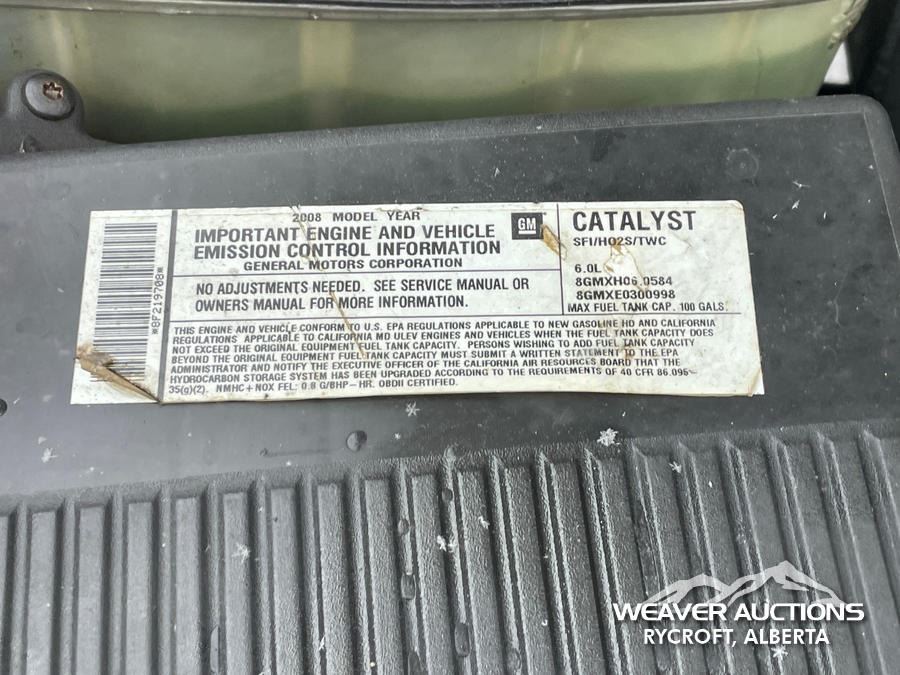 2008 MODEL YEAR
IMPORTANT ENGINE AND VEHICLE
EMISSION CONTROL INFORMATION
GENERAL MOTORS CORPORATION
GM
NO ADJUSTMENTS NEEDED. SEE SERVICE MANUAL OR
OWNERS MANUAL FOR MORE INFORMATION.
CATALYST
SFI/HO2S/TWC
6.0L
8GMXH06.0584
8GMXE0300998
MAX FUEL TANK CAP. 100 GALS.
THIS ENGINE AND VEHICLE CONFORM TO U.S. EPA REGULATIONS APPLICABLE TO NEW GASOLINE HD AND CALIFORNIA
REGULATIONS APPLICABLE TO CALIFORNIA MD ULEV ENGINES AND VEHICLES WHEN THE FUEL TANK CAPACITY DOES
NOT EXCEED THE ORIGINAL EQUIPMENT FUEL TANK CAPACITY. PERSONS WISHING TO ADD FUEL TANK CAPACITY
BEYOND THE ORIGINAL EQUIPMENT FUEL TANK CAPACITY MUST SUBMIT A WRITTEN STATEMENT TO THE EPA
ADMINISTRATOR AND NOTIFY THE EXECUTIVE OFFICER OF THE CALIFORNIA AIR RESOURCES BOARD THAT THE
HYDROCARBON STORAGE SYSTEM HAS BEEN UPGRADED ACCORDING TO THE REQUIREMENTS OF 40 CFR 86.096-
35(g)(2). NMHC+NOX FEL: 0.8 G/BHP-HR. OBDII CERTIFIED.
*8F219708*
WEAVER AUCTIONS
RYCROFT, ALBERTA